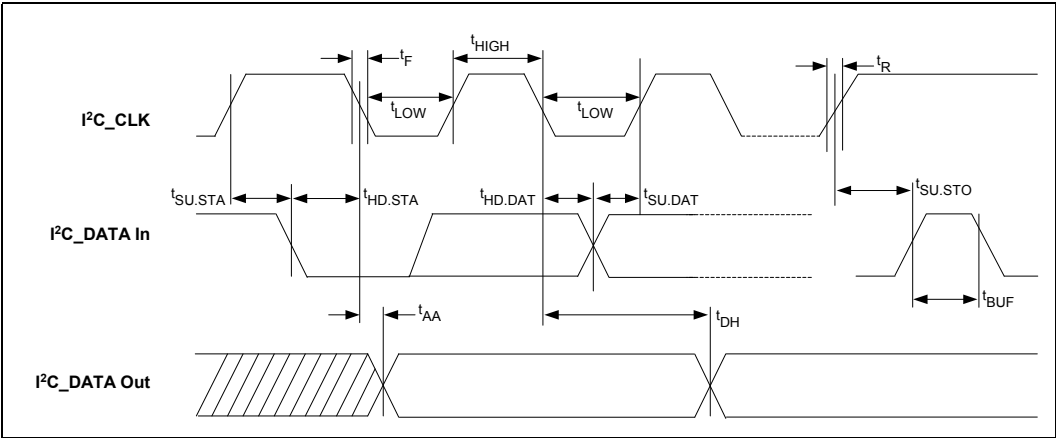 tF
tHIGH
tR
I²C_CLK
tLOW
tLOW
tSU.STA
tHD.STA
tHD.DAT
tSU.DAT
tSU.STO
I²C_DATA In
tBUF
tAA
tDH
I²C_DATA Out